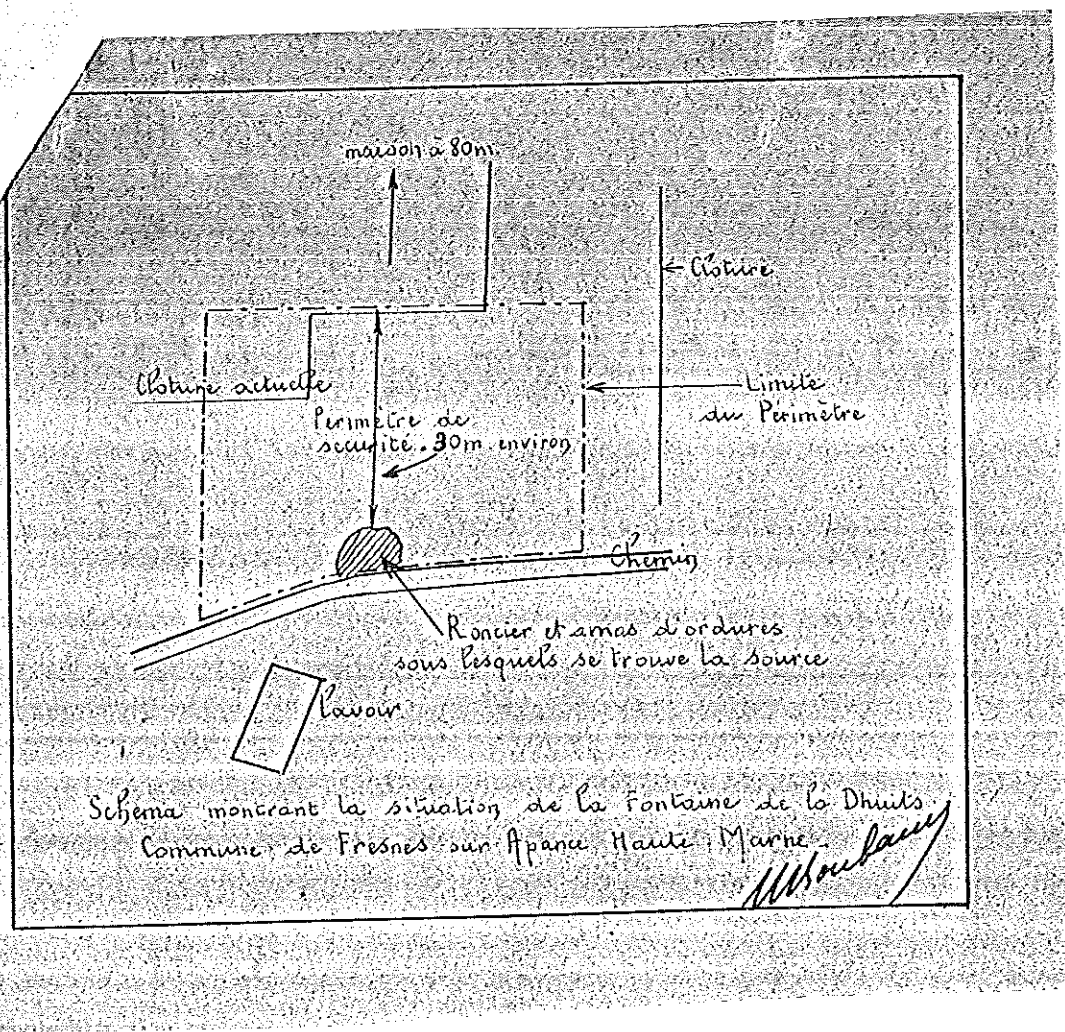 maison à 80m.
Clôture
Clôture actuelle
Limite
du Périmètre
Périmètre de
sécurité. 30m environ
Chemin
Roncier et amas d'ordures
sous lesquels se trouve la source
Lavoir
Schéma montrant la situation de la Fontaine de la Dhuits
Commune de Fresnes sur Apance Haute Marne